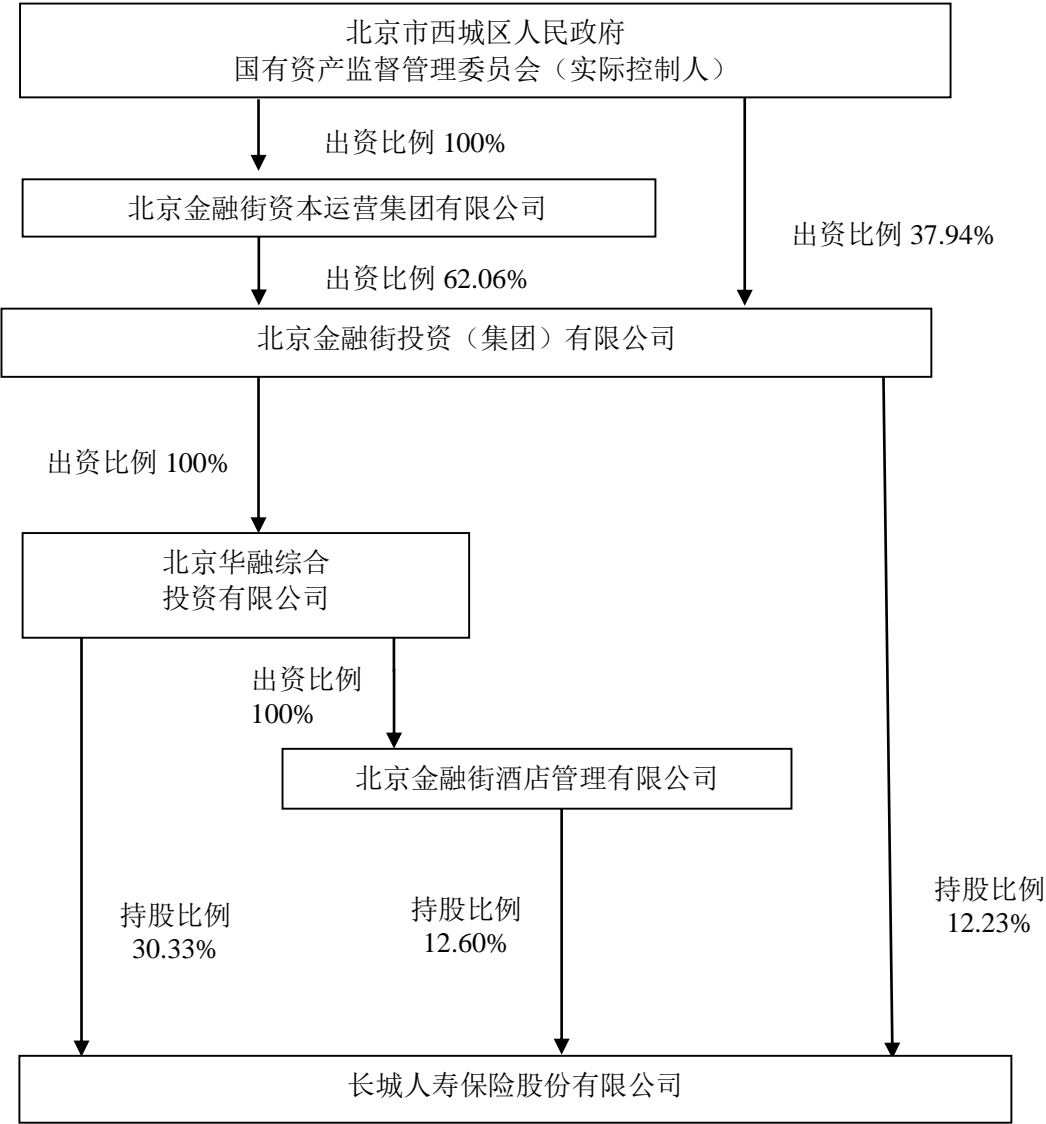 北京市西城区人民政府
国有资产监督管理委员会（实际控制人）
出资比例 100%
北京金融街资本运营集团有限公司
出资比例 37.94%
出资比例 62.06%
北京金融街投资（集团）有限公司
出资比例 100%
北京华融综合
投资有限公司
出资比例
100%
北京金融街酒店管理有限公司
持股比例
30.33%
持股比例
12.60%
持股比例
12.23%
长城人寿保险股份有限公司